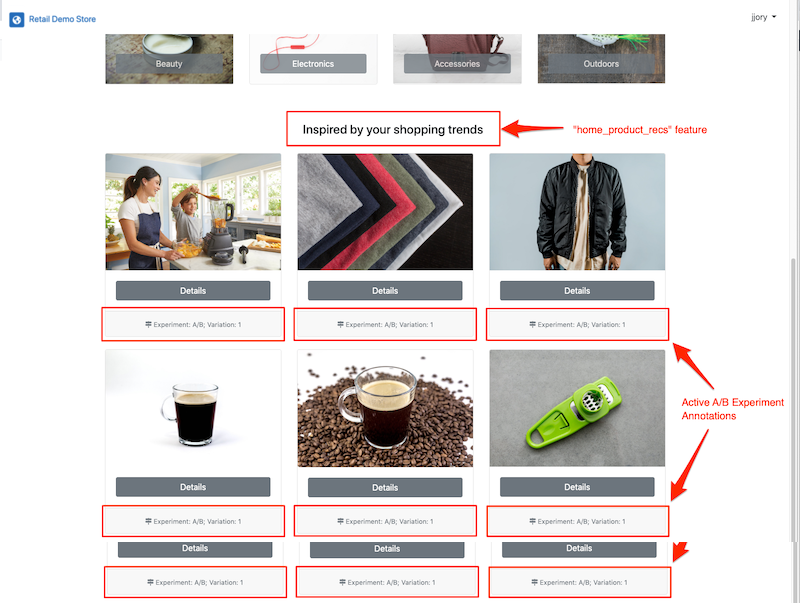 Retail Demo Store
jjory
Beauty
Electronics
Accessories
Outdoors
Inspired by your shopping trends
"home_product_recs" feature
Details
Details
Details
Experiment: A/B; Variation: 1
Experiment: A/B; Variation: 1
Experiment: A/B; Variation: 1
Active A/B Experiment
Annotations
Details
Details
Details
Experiment: A/B; Variation: 1
Experiment: A/B; Variation: 1
Experiment: A/B; Variation: 1
Details
Details
Details
Experiment: A/B; Variation: 1
Experiment: A/B; Variation: 1
Experiment: A/B; Variation: 1